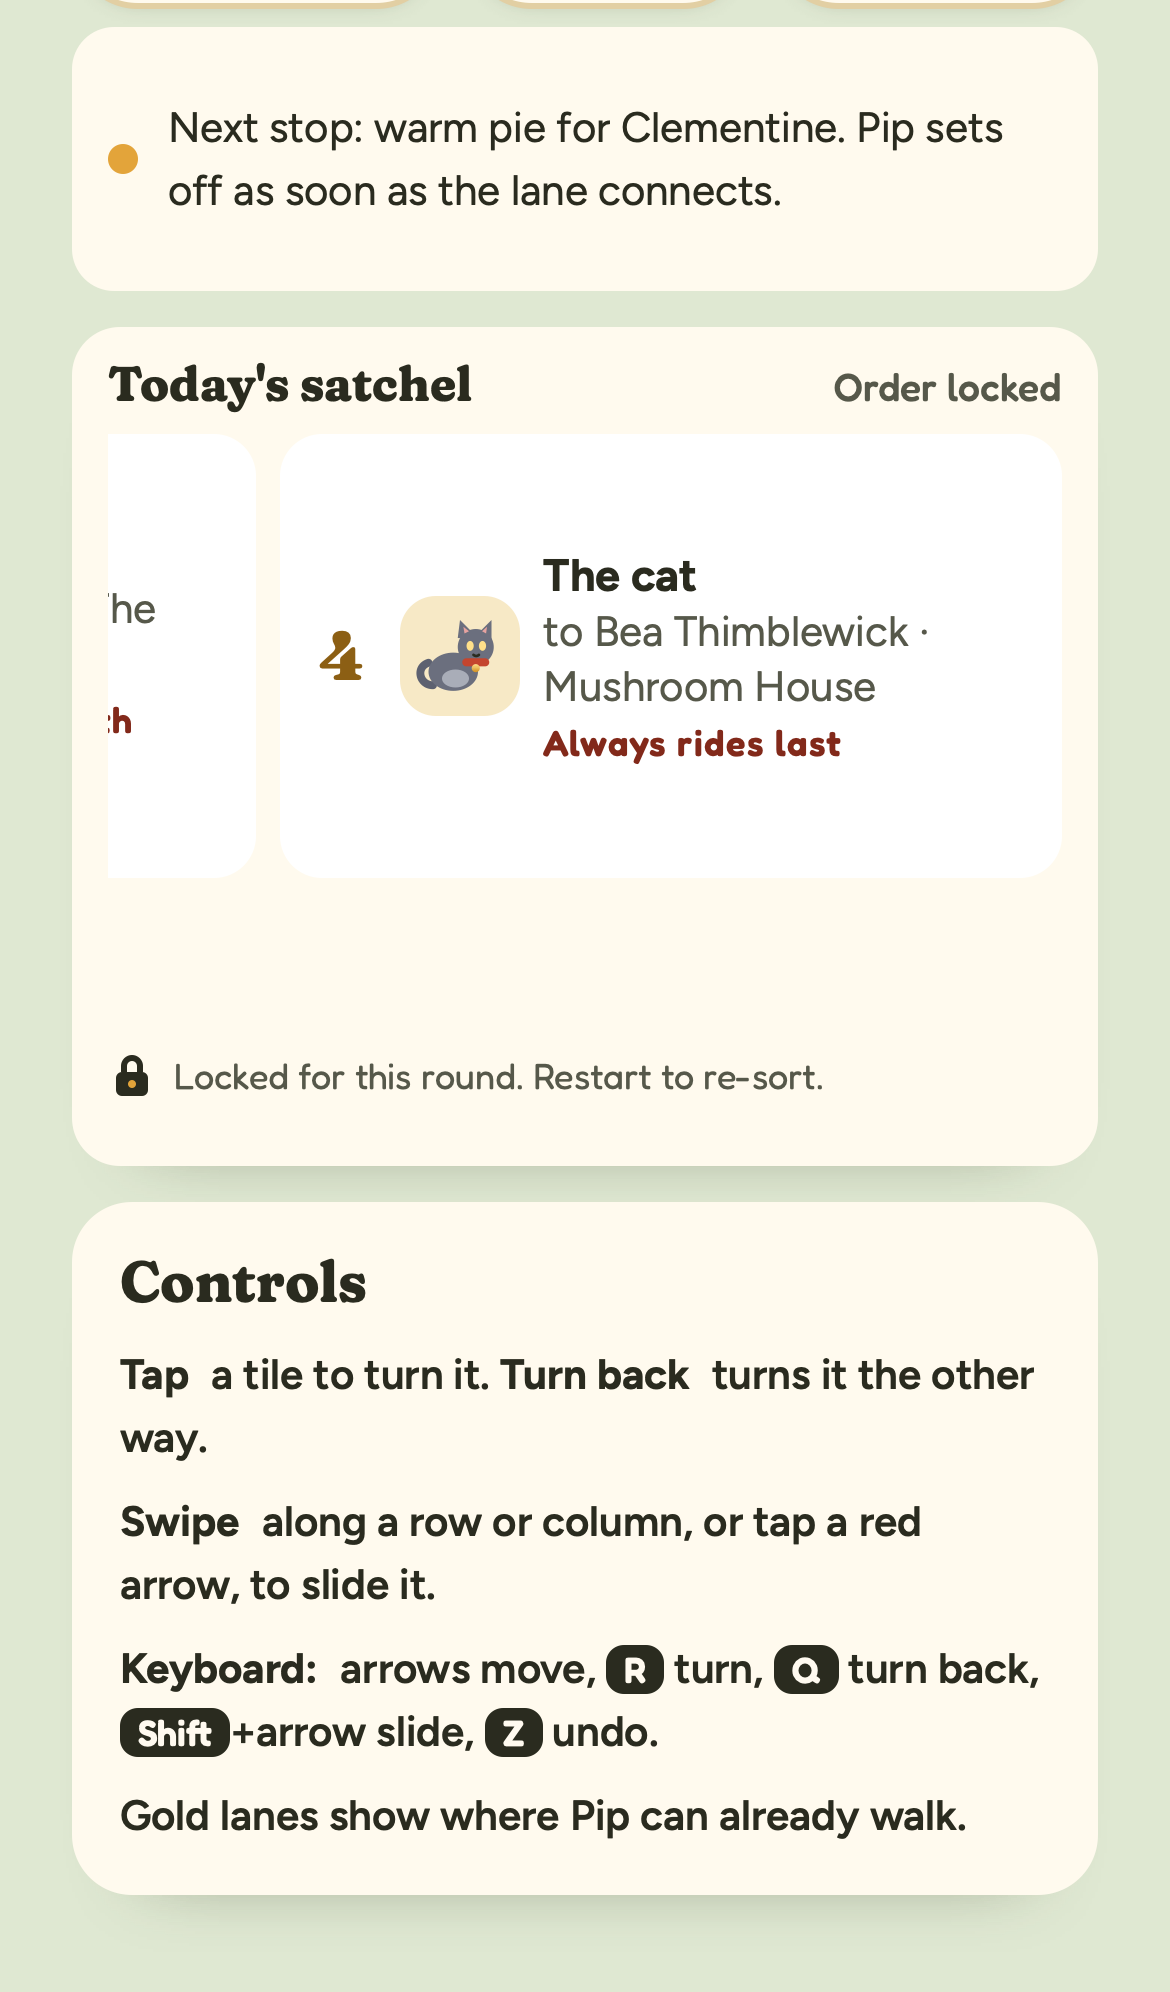 Next stop: warm pie for Clementine. Pip sets
off as soon as the lane connects.
Today's satchel
Order locked
4
The cat
to Bea Thimblewick ·
Mushroom House
Always rides last
Locked for this round. Restart to re-sort.
Controls
Tap a tile to turn it. Turn back turns it the other
way.
Swipe along a row or column, or tap a red
arrow, to slide it.
Keyboard: arrows move, R turn, Q turn back,
Shift+arrow slide, Z undo.
Gold lanes show where Pip can already walk.